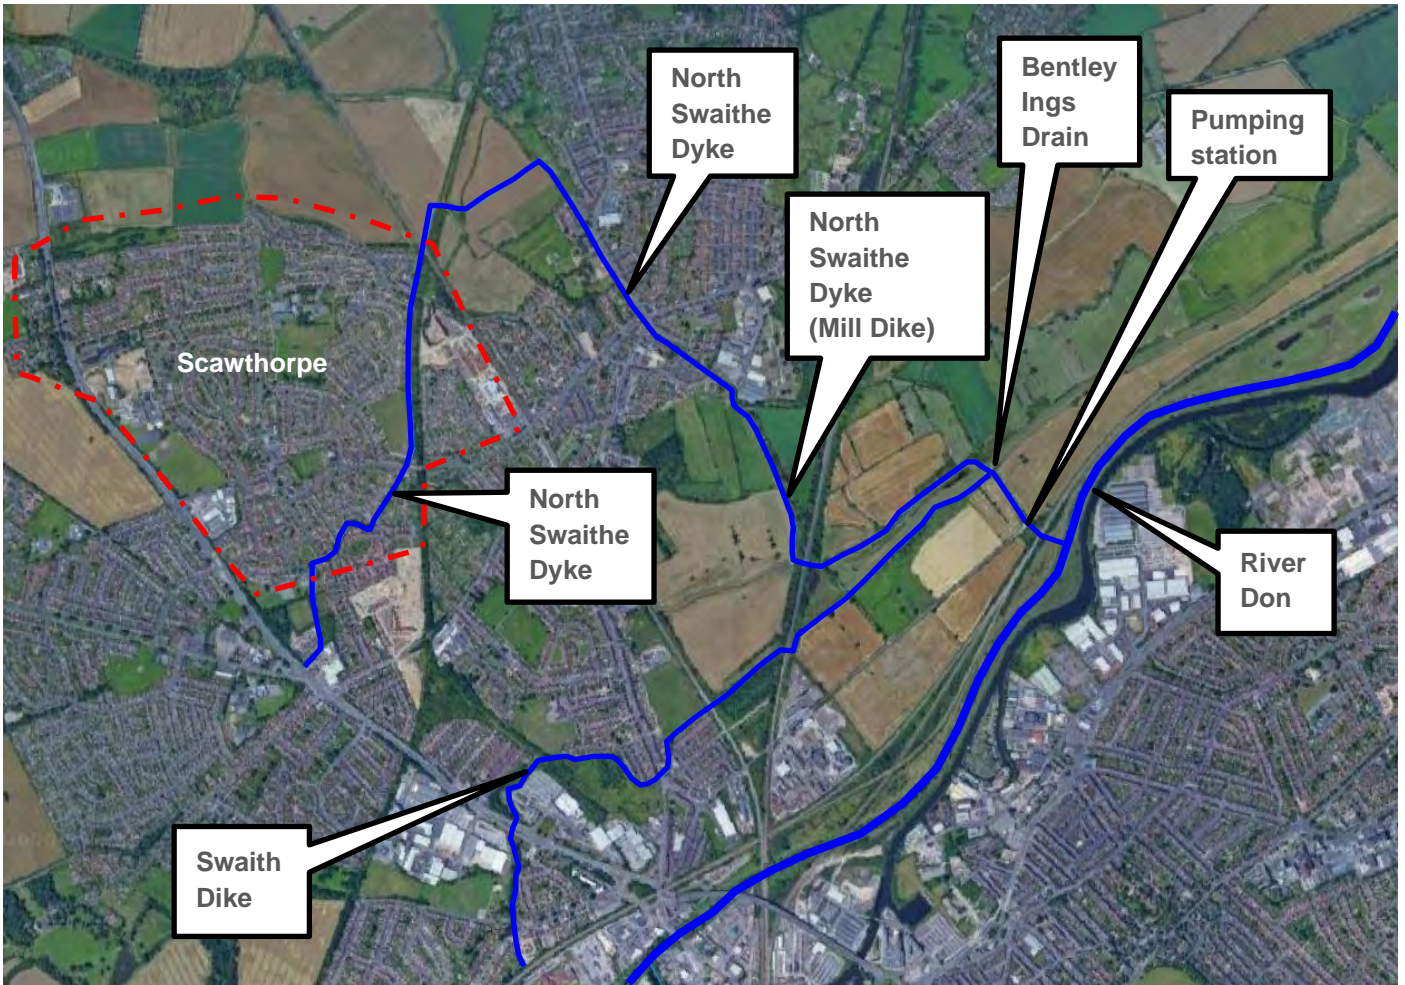 North
Swaithe
Dyke
Bentley
Ings
Drain
Pumping
station
North
Swaithe
Dyke
(Mill Dike)
Scawthorpe
North
Swaithe
Dyke
River
Don
Swaith
Dike